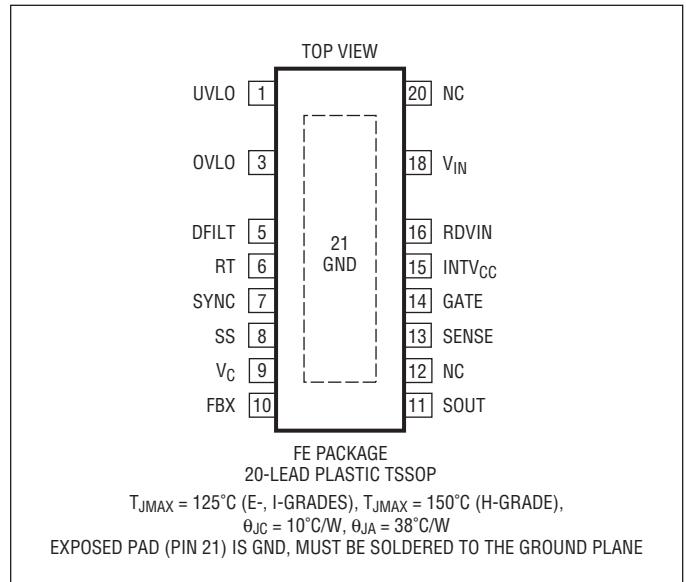 TOP VIEW
UVLO 1 20 NC
OVLO 3 18 VIN
DFILT 5 16 RDVIN
RT 6 15 INTVCC
SYNC 7 14 GATE
SS 8 13 SENSE
VC 9 12 NC
FBX 10 11 SOUT
21
GND
FE PACKAGE
20-LEAD PLASTIC TSSOP
TJMAX = 125°C (E-, I-GRADES), TJMAX = 150°C (H-GRADE),
θJC = 10°C/W, θJA = 38°C/W
EXPOSED PAD (PIN 21) IS GND, MUST BE SOLDERED TO THE GROUND PLANE